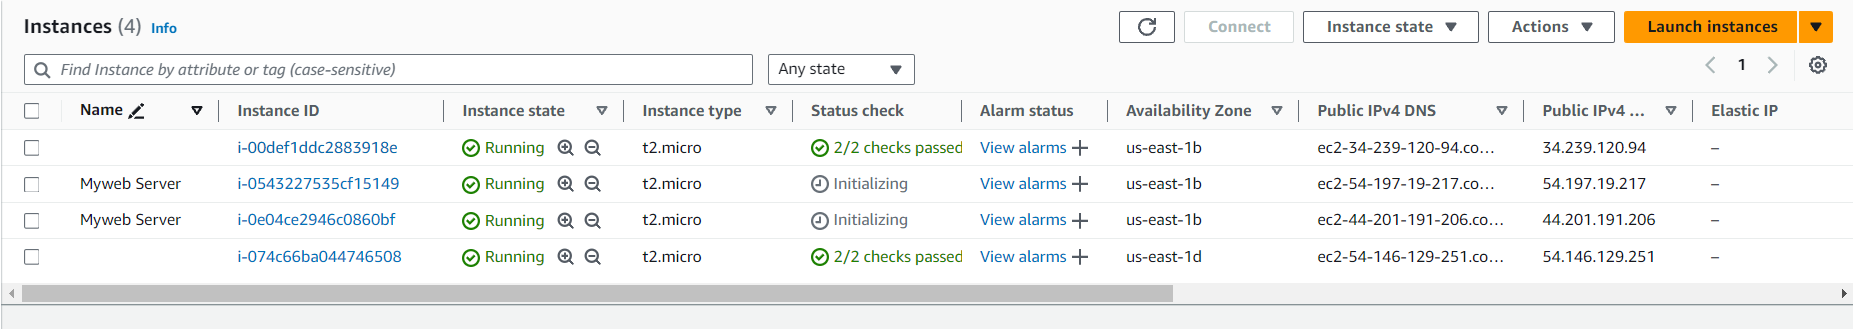 Instances (4) Info Connect Instance state Actions Launch instances
Find Instance by attribute or tag (case-sensitive) Any state 1
Name Instance ID Instance state Instance type Status check Alarm status Availability Zone Public IPv4 DNS Public IPv4 ... Elastic IP
i-00def1ddc2883918e Running t2.micro 2/2 checks passed View alarms + us-east-1b ec2-34-239-120-94.co... 34.239.120.94 –
Myweb Server i-0543227535cf15149 Running t2.micro Initializing View alarms + us-east-1b ec2-54-197-19-217.co... 54.197.19.217 –
Myweb Server i-0e04ce2946c0860bf Running t2.micro Initializing View alarms + us-east-1b ec2-44-201-191-206.co... 44.201.191.206 –
i-074c66ba044746508 Running t2.micro 2/2 checks passed View alarms + us-east-1d ec2-54-146-129-251.co... 54.146.129.251 –